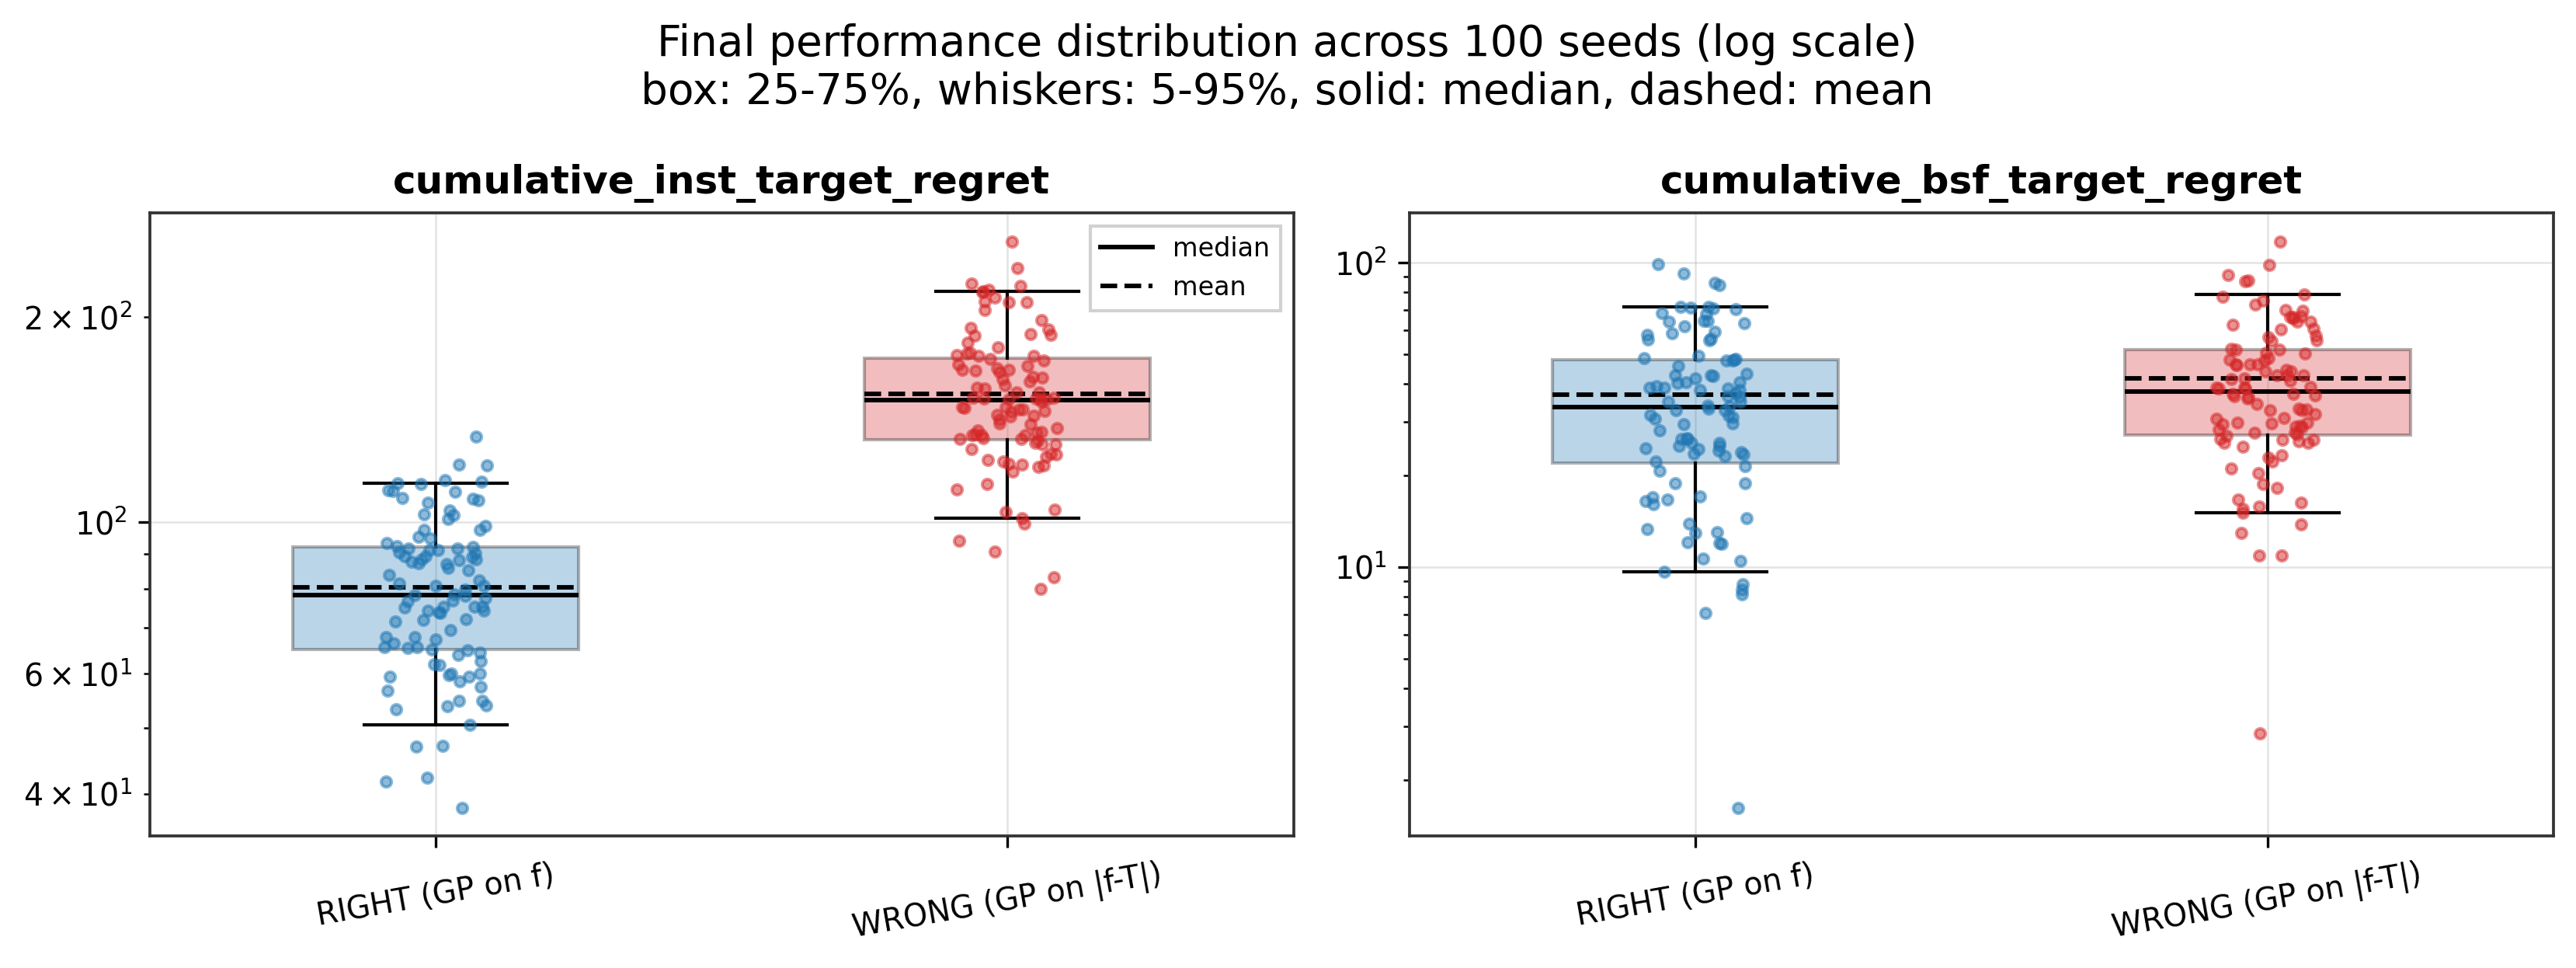 Final performance distribution across 100 seeds (log scale)
box: 25-75%, whiskers: 5-95%, solid: median, dashed: mean
cumulative_inst_target_regret
median
mean
2 × 10²
10²
6 × 10¹
4 × 10¹
RIGHT (GP on f)
WRONG (GP on |f-T|)
cumulative_bsf_target_regret
10²
10¹
RIGHT (GP on f)
WRONG (GP on |f-T|)